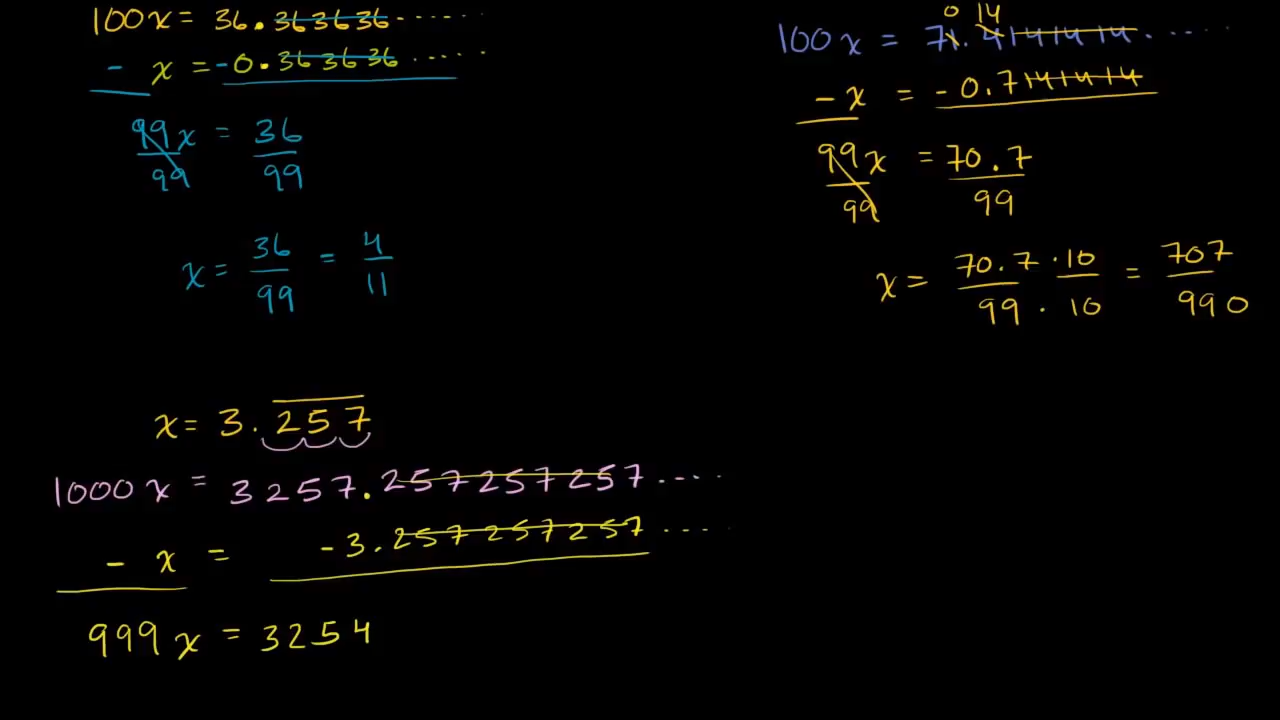 100x = 36.363636.....
- x = -0.363636.....
99x = 36
99 99
x = 36 = 4
99 11
0 14
100x = 71.4141414.....
- x = -0.7141414
99x = 70.7
99 99
x = 70.7 · 10 = 707
99 · 10 990
x = 3.257
1000x = 3257.257257257....
- x = -3.257257257....
999x = 3254